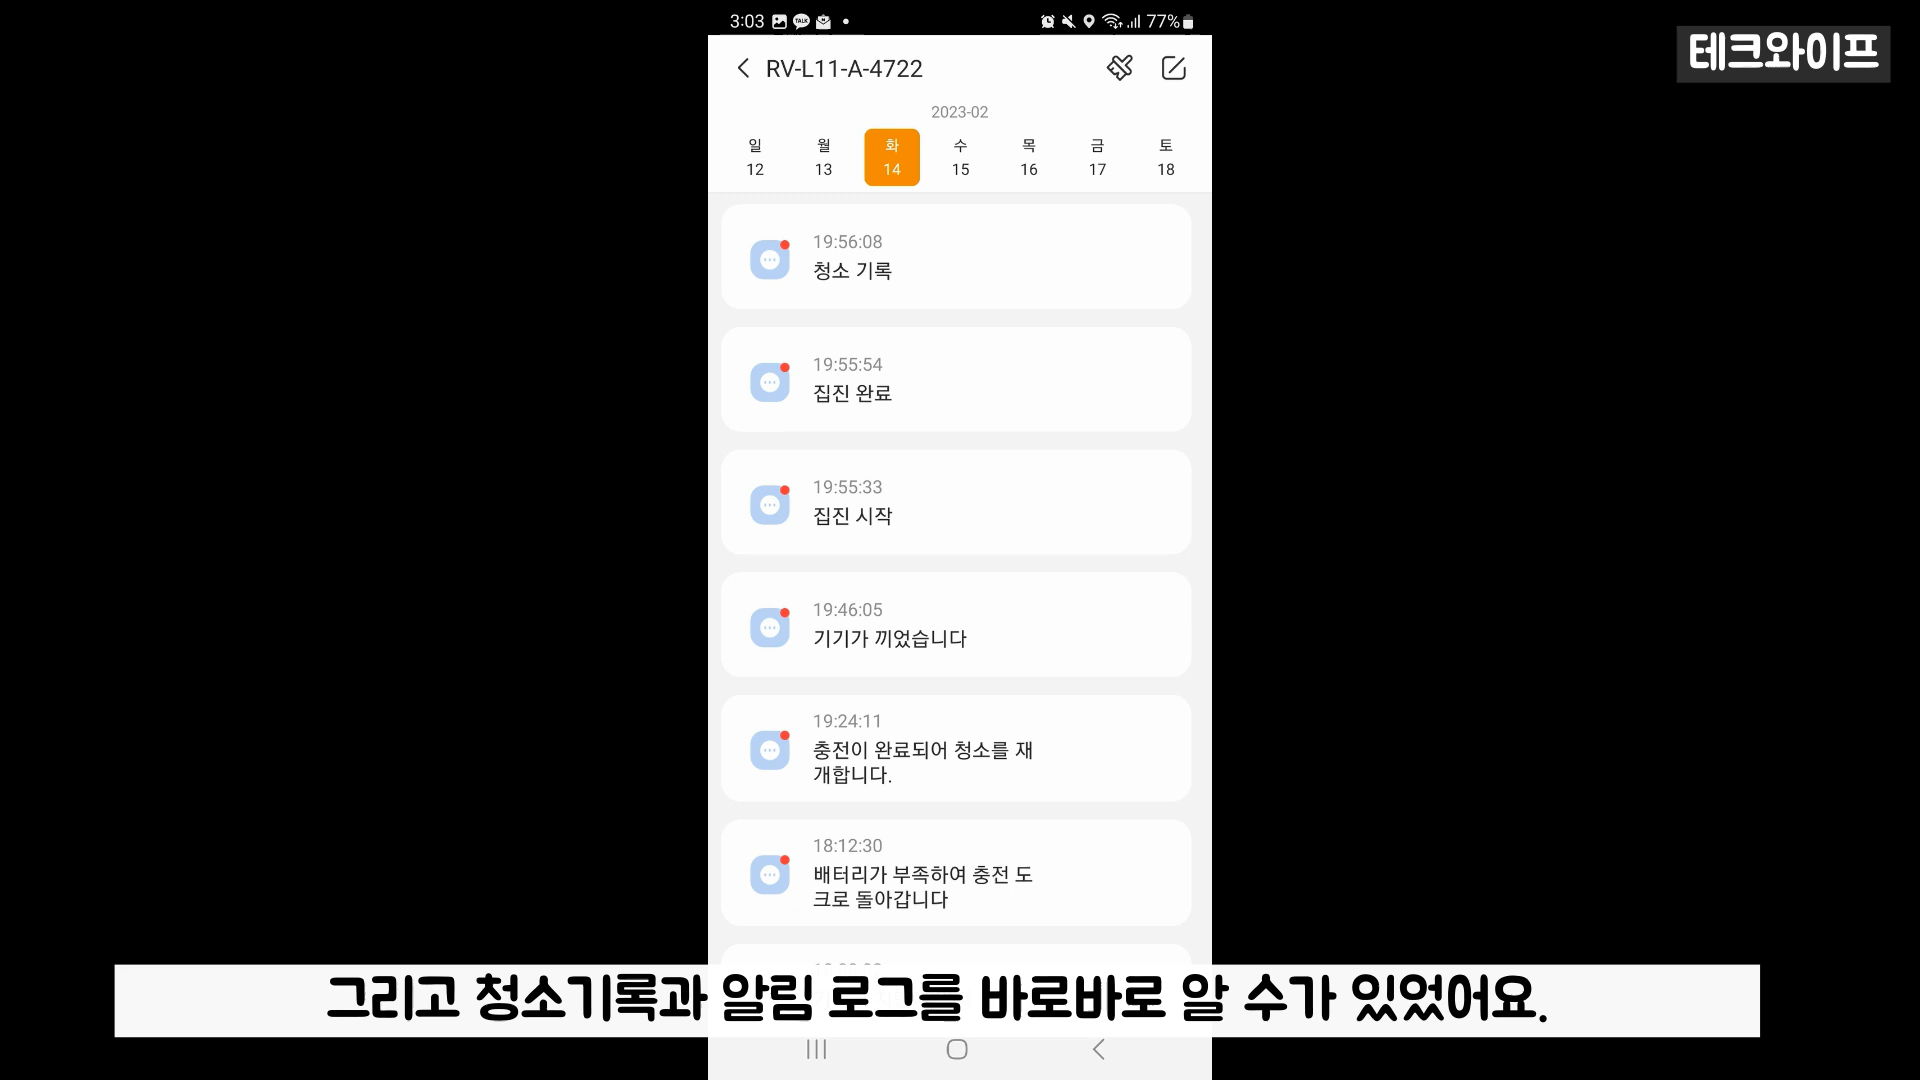 3:03
TALK
77%
테크와이프
RV-L11-A-4722
2023-02
일 월 화 수 목 금 토
12 13 14 15 16 17 18
19:56:08
청소 기록
19:55:54
집진 완료
19:55:33
집진 시작
19:46:05
기기가 끼었습니다
19:24:11
충전이 완료되어 청소를 재
개합니다.
18:12:30
배터리가 부족하여 충전 도
크로 돌아갑니다
그리고 청소기록과 알림 로그를 바로바로 알 수가 있었어요.